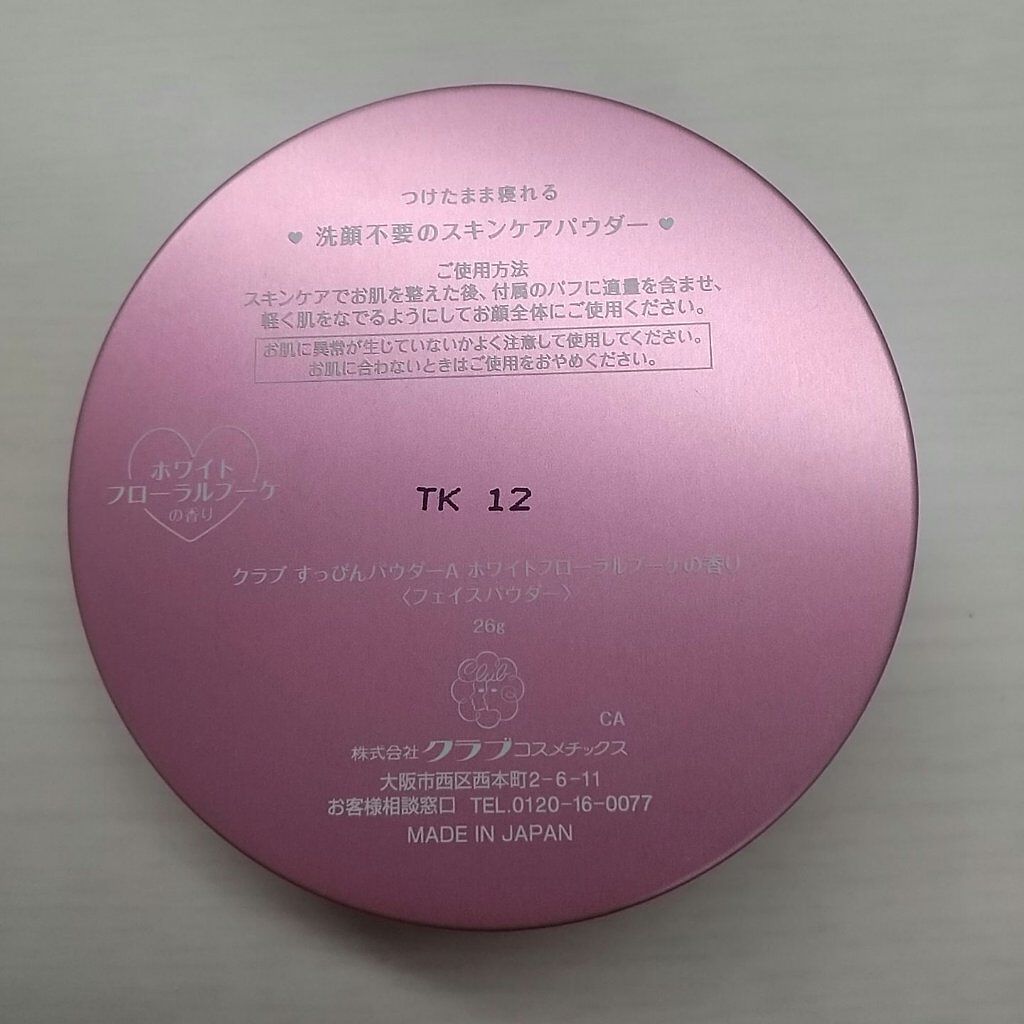 つけたまま寝れる
♥ 洗顔不要のスキンケアパウダー ♥
ご使用方法
スキンケアでお肌を整えた後、付属のパフに適量を含ませ、
軽く肌をなでるようにしてお顔全体にご使用ください。
お肌に異常が生じていないかよく注意して使用してください。
お肌に合わないときはご使用をおやめください。
ホワイト
フローラルブーケ
の香り
TK 12
クラブ すっぴんパウダーA ホワイトフローラルブーケの香り
〈フェイスパウダー〉
26g
Club
CA
株式会社 クラブコスメチックス
大阪市西区西本町2-6-11
お客様相談窓口 TEL.0120-16-0077
MADE IN JAPAN